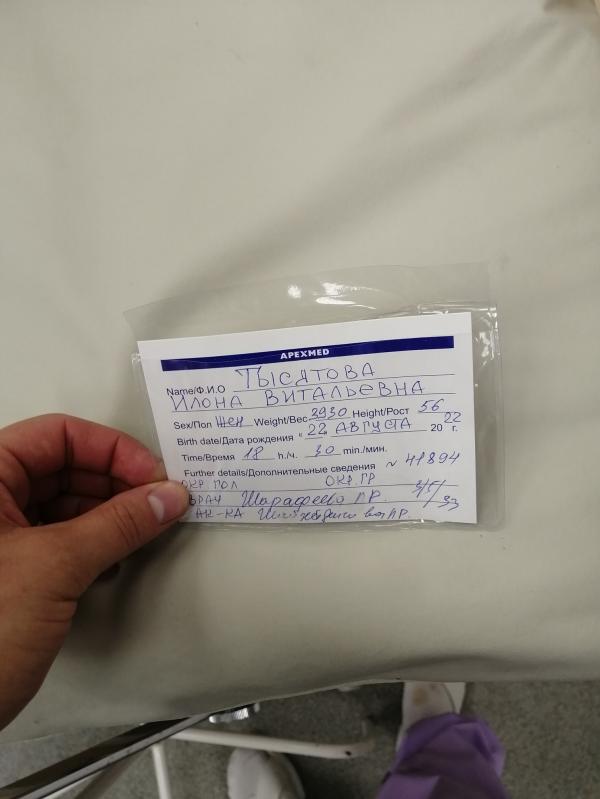 APEXMED
Name/Ф.И.О ТЫСЯТОВА
ИЛОНА ВИТАЛЬЕВНА
Sex/Пол жен Weight/Вес 2930 Height/Рост 56
Birth date/Дата рождения " 22 АВГУСТА 20 22 г.
Time/Время 18 h./ч. 30 min./мин.
Further details/Дополнительные сведения ~ 41894
ОКР ГОЛ ОКР. ГР
ВРАЧ